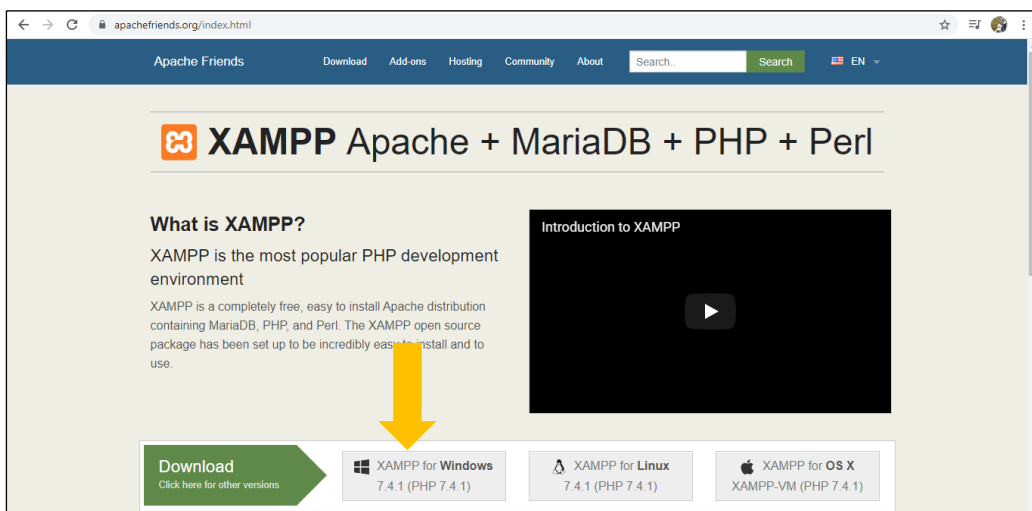 apachefriends.org/index.html
Apache Friends Download Add-ons Hosting Community About Search.. Search EN
XAMPP Apache + MariaDB + PHP + Perl
What is XAMPP?
XAMPP is the most popular PHP development
environment
XAMPP is a completely free, easy to install Apache distribution
containing MariaDB, PHP, and Perl. The XAMPP open source
package has been set up to be incredibly easy to install and to
use.
Introduction to XAMPP
Download
Click here for other versions
XAMPP for Windows
7.4.1 (PHP 7.4.1)
XAMPP for Linux
7.4.1 (PHP 7.4.1)
XAMPP for OS X
XAMPP-VM (PHP 7.4.1)